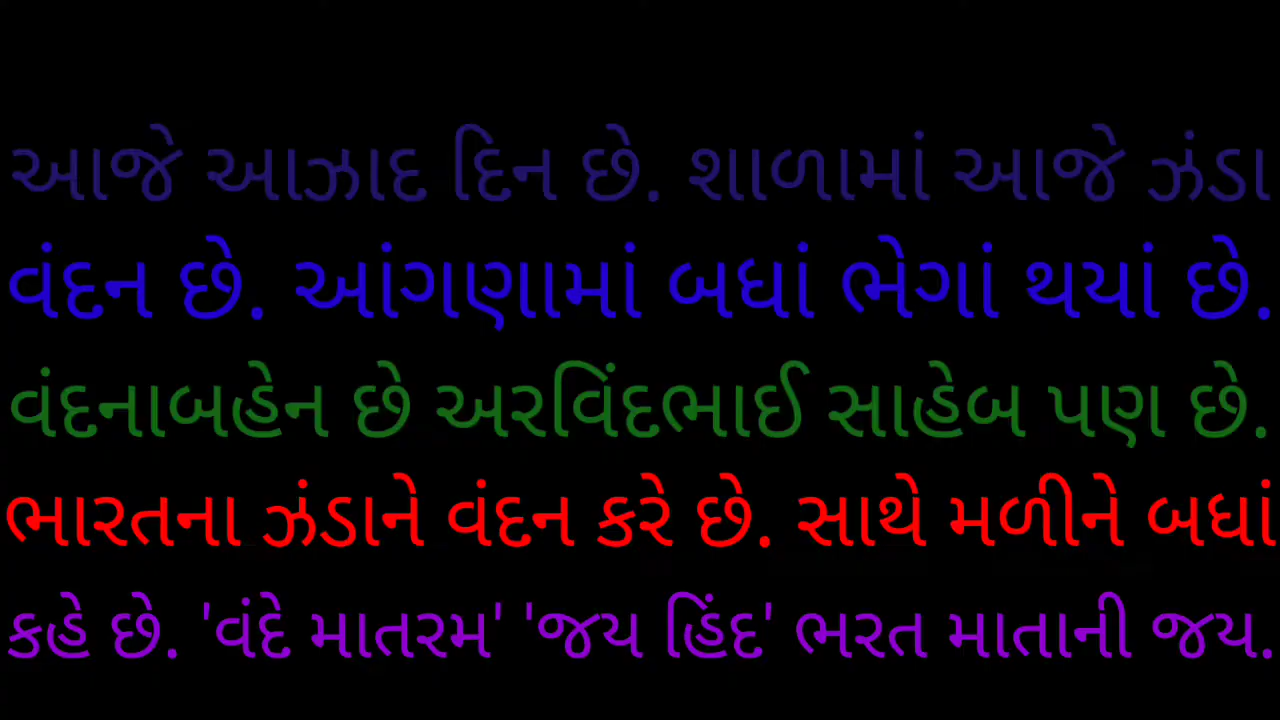 આજે આઝાદ દિન છે. શાળામાં આજે ઝંડા
વંદન છે. આંગણામાં બધાં ભેગાં થયાં છે.
વંદનાબહેન છે અરવિંદભાઈ સાહેબ પણ છે.
ભારતના ઝંડાને વંદન કરે છે. સાથે મળીને બધાં
કહે છે. 'વંદે માતરમ' 'જય હિંદ' ભરત માતાની જય.